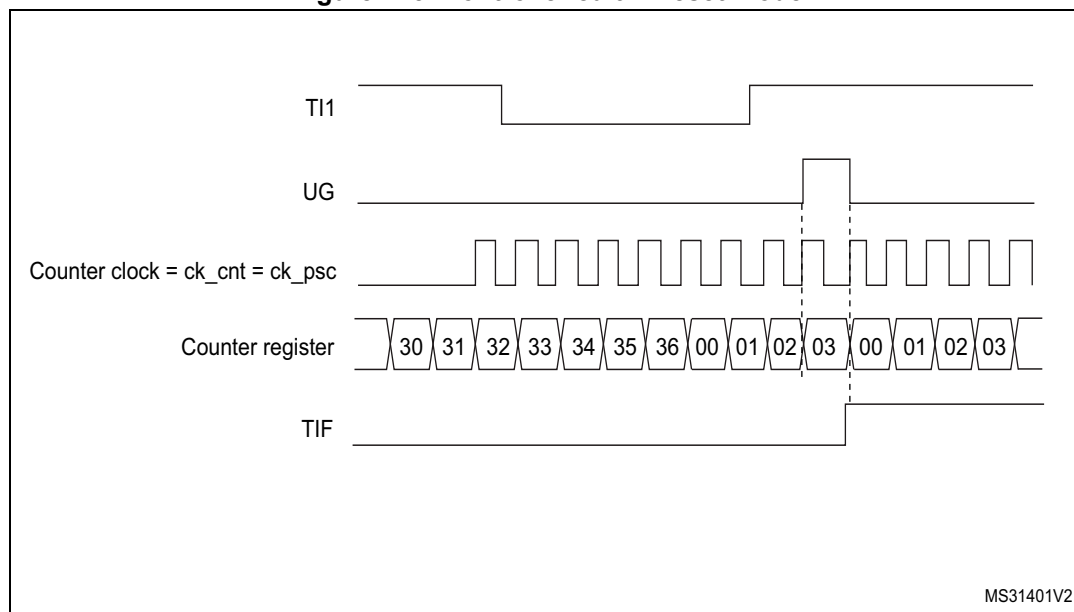 TI1
UG
Counter clock = ck_cnt = ck_psc
Counter register 30 31 32 33 34 35 36 00 01 02 03 00 01 02 03
TIF
MS31401V2